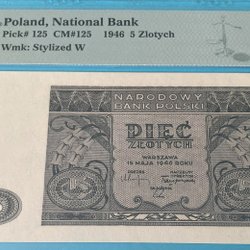 Poland, National Bank
Pick# 125 CM#125 1946 5 Zlotych
Wmk: Stylized W
NARODOWY
BANK POLSKI
PIĘĆ
ZŁOTYCH
WARSZAWA
15 MAJA 1946 ROKU